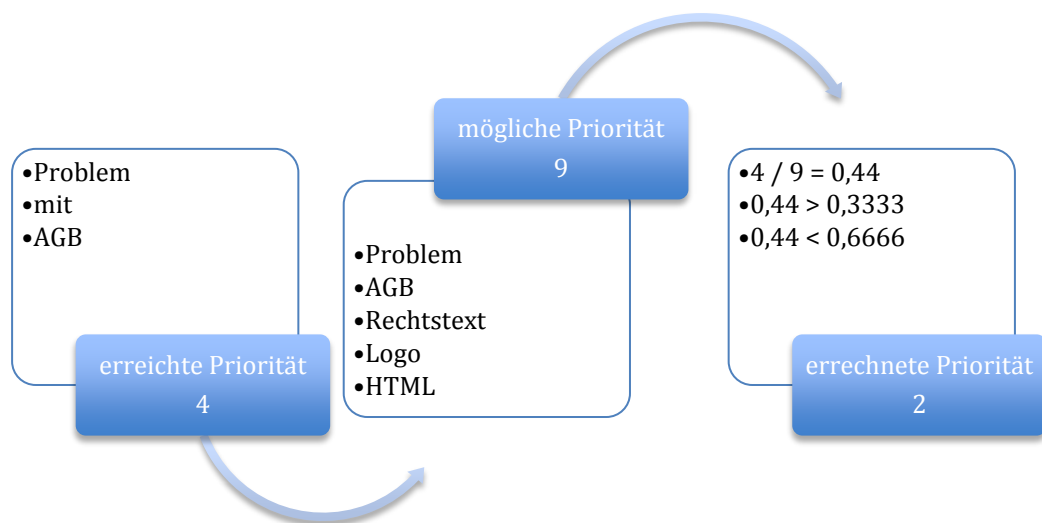 •Problem
•mit
•AGB
erreichte Priorität
4
mögliche Priorität
9
•Problem
•AGB
•Rechtstext
•Logo
•HTML
•4 / 9 = 0,44
•0,44 > 0,3333
•0,44 < 0,6666
errechnete Priorität
2